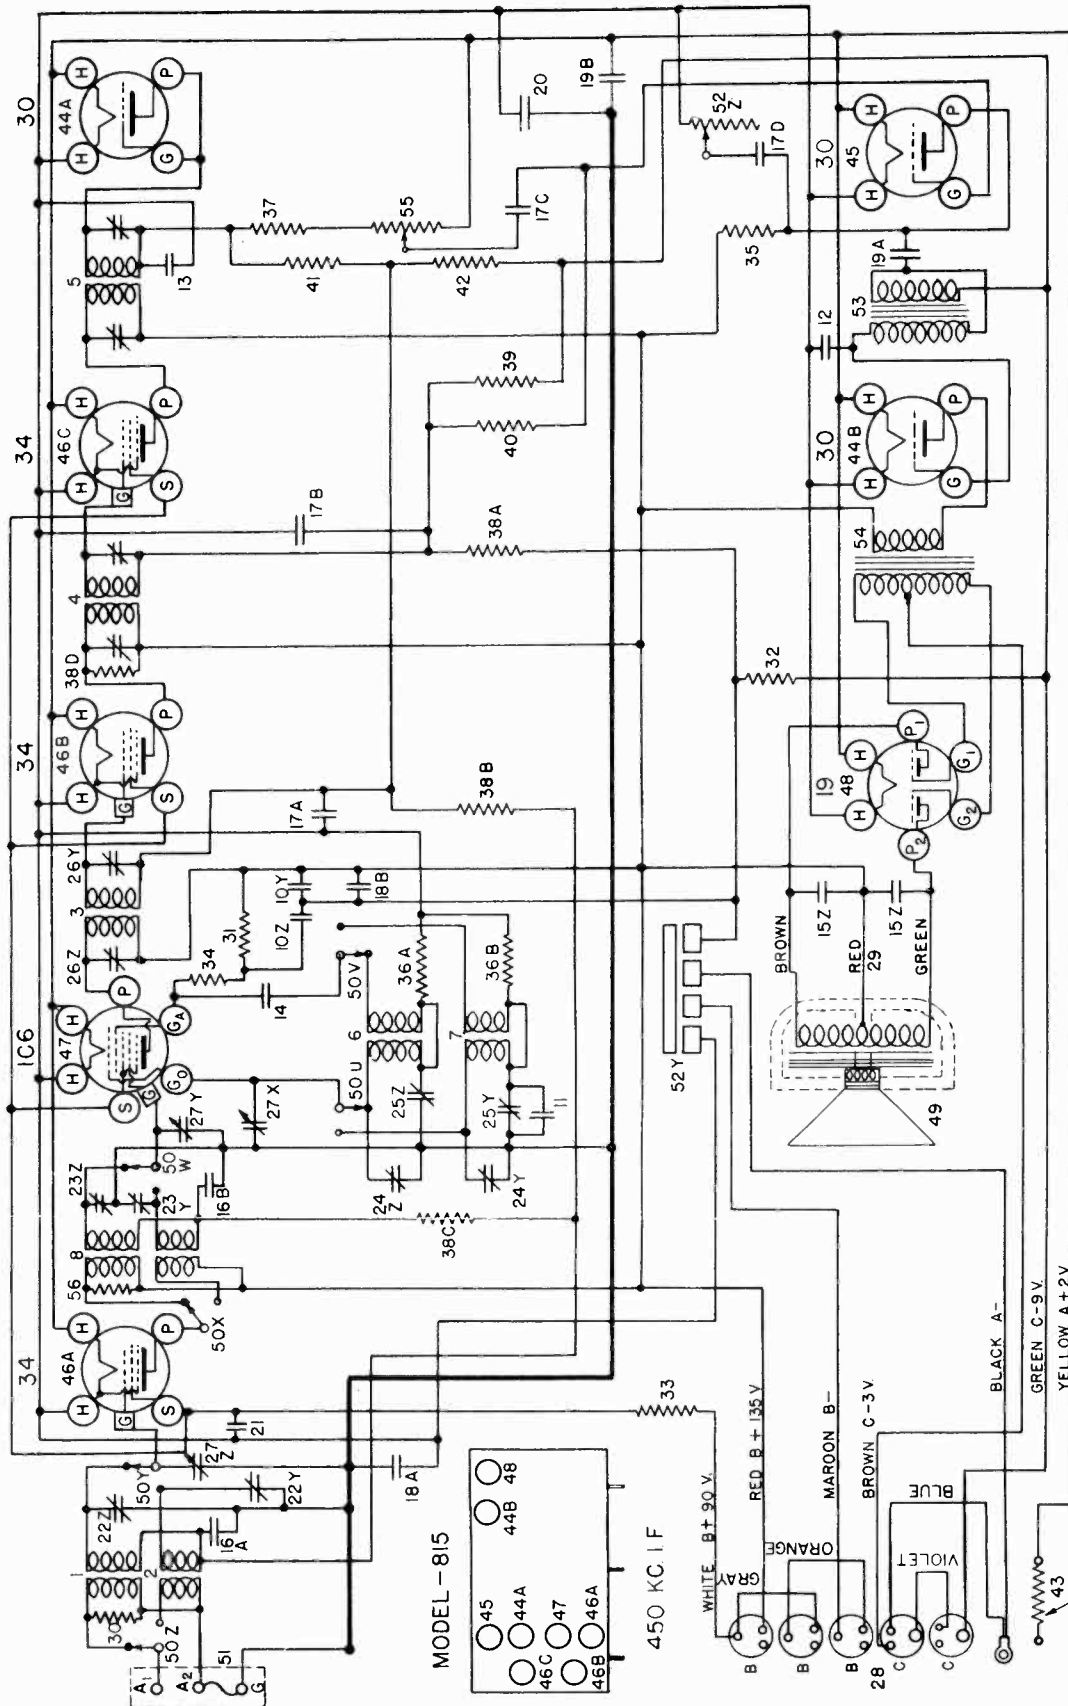 30
44A
H
H
P
G
34
46C
H
H
P
S
G
34
46B
H
H
P
S
G
1C6
47
H
H
P
GA
GO
S
G
34
46A
H
H
P
S
G
5
13
37
55
41
42
17C
20
19B
52
Z
17D
30
45
H
H
P
G
35
19A
53
12
30
44B
H
H
P
G
54
4
38D
17B
39
40
38A
32
19
48
H
H
P1
P2
G1
G2
26Y
3
26Z
17A
38B
34
31
10Y
10Z
18B
14
50V
50U
36A
36B
6
7
25Z
25Y
11
24
Z
24Y
27Y
27X
23Z
23
Y
50
W
16B
8
56
38C
50X
52Y
BROWN
RED
GREEN
15Z
29
15Z
49
1
2
30
50Z
51
A1
A2
G
22Z
16
A
50Y
22Y
27
Z
21
18A
33
MODEL-815
48
44B
45
44A
47
46A
46C
46B
450 KC. I.F
WHITE B+ 90 V.
GRAY
RED B+135V
ORANGE
MAROON B-
BROWN C-3V.
BLUE
VIOLET
BLACK A-
GREEN C-9V.
YELLOW A+2V
B
B
B
28
C
C
43